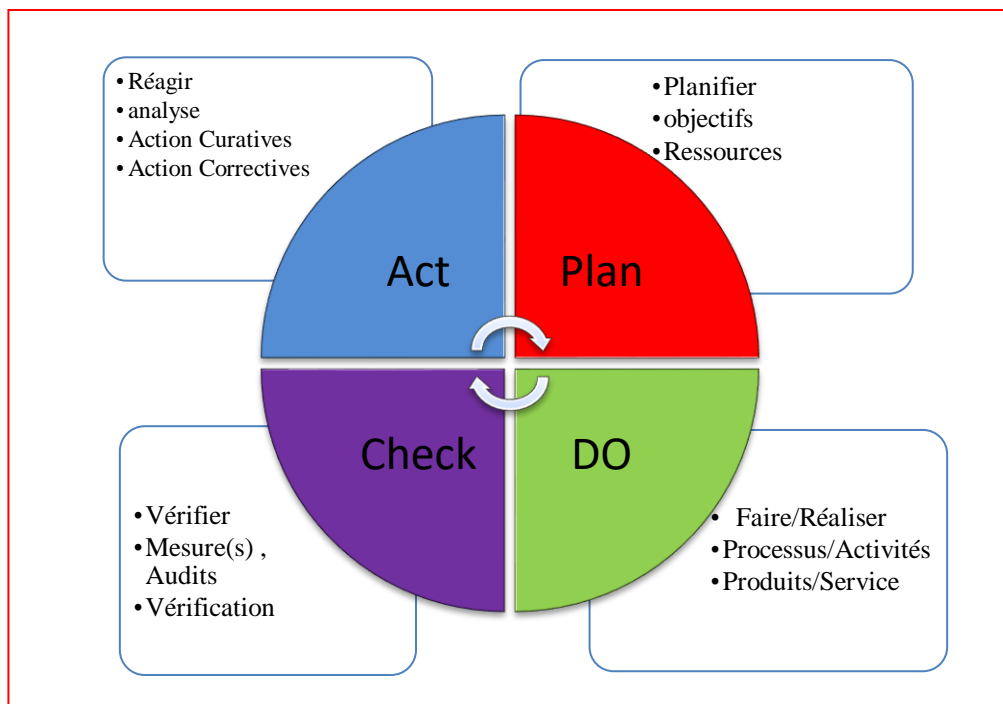 • Réagir
• analyse
• Action Curatives
• Action Correctives
• Planifier
• objectifs
• Ressources
Act
Plan
Check
DO
• Vérifier
• Mesure(s) ,
Audits
• Vérification
• Faire/Réaliser
• Processus/Activités
• Produits/Service